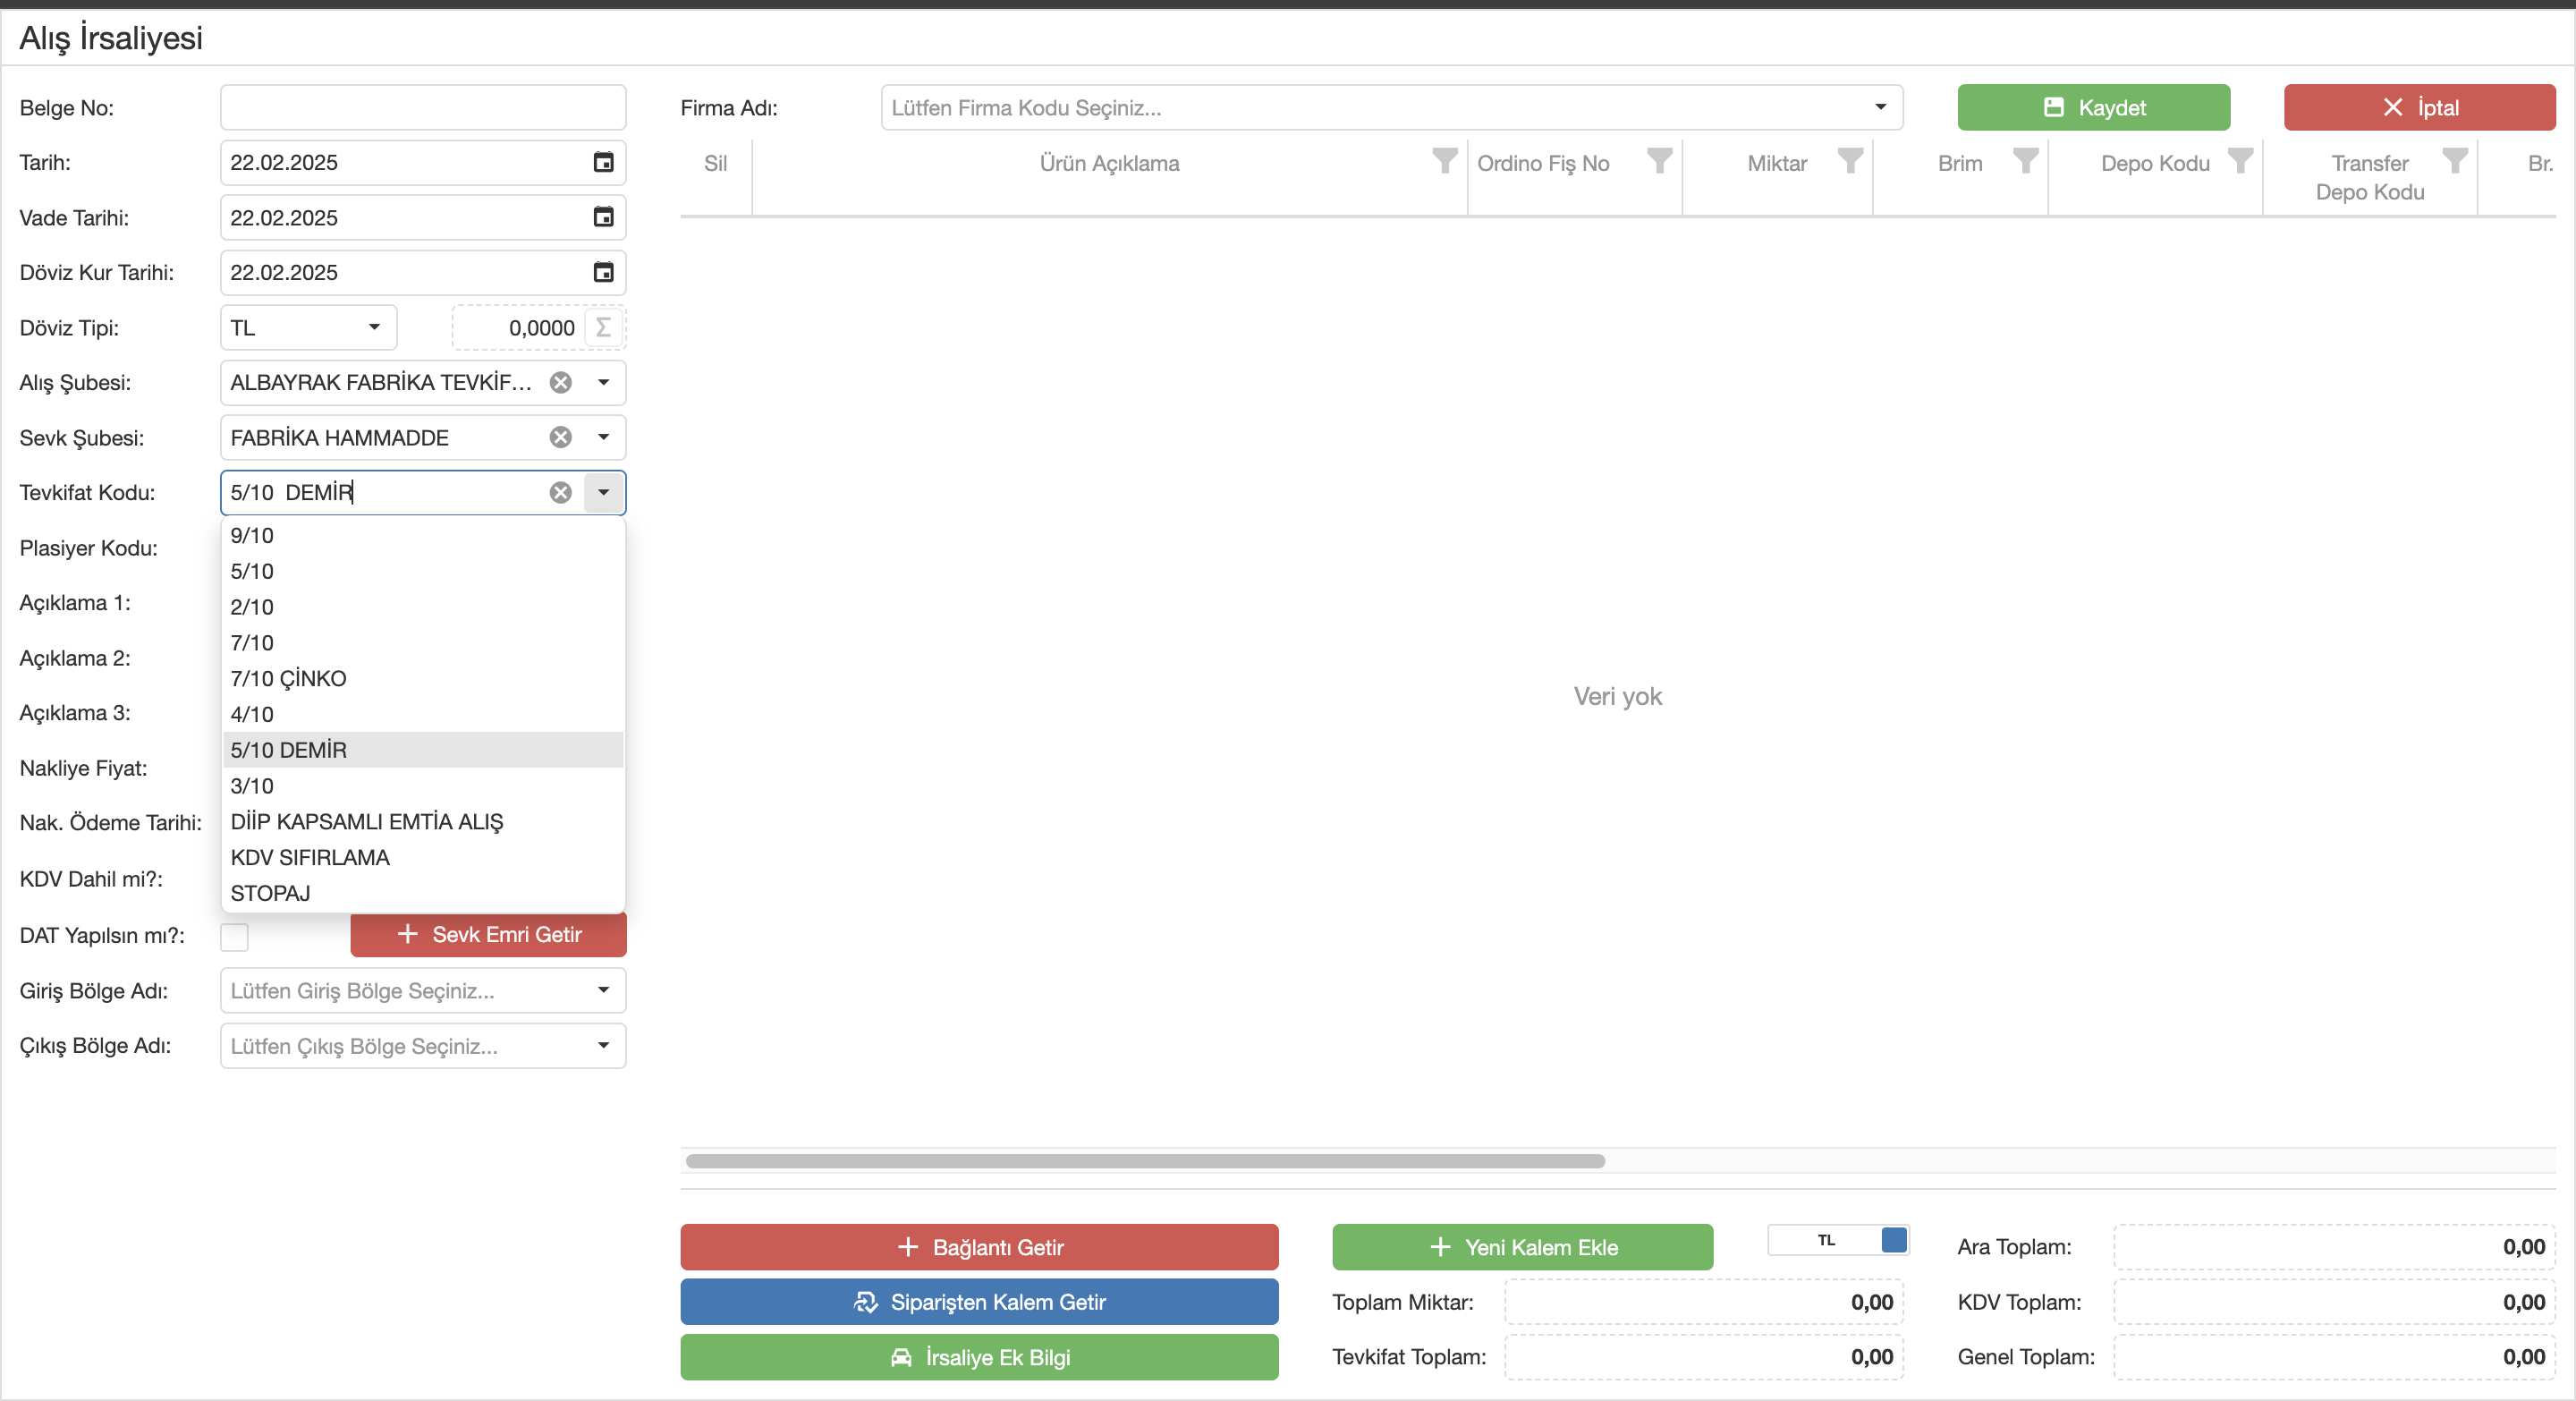 Alış İrsaliyesi
Belge No:
Tarih: 22.02.2025
Vade Tarihi: 22.02.2025
Döviz Kur Tarihi: 22.02.2025
Döviz Tipi: TL 0,0000 Σ
Alış Şubesi: ALBAYRAK FABRİKA TEVKİF...
Sevk Şubesi: FABRİKA HAMMADDE
Tevkifat Kodu: 5/10  DEMİR
9/10
5/10
2/10
7/10
7/10 ÇİNKO
4/10
5/10 DEMİR
3/10
DİİP KAPSAMLI EMTİA ALIŞ
KDV SIFIRLAMA
STOPAJ
Plasiyer Kodu:
Açıklama 1:
Açıklama 2:
Açıklama 3:
Nakliye Fiyat:
Nak. Ödeme Tarihi:
KDV Dahil mi?:
DAT Yapılsın mı?: Sevk Emri Getir
Giriş Bölge Adı: Lütfen Giriş Bölge Seçiniz...
Çıkış Bölge Adı: Lütfen Çıkış Bölge Seçiniz...
Firma Adı: Lütfen Firma Kodu Seçiniz... Kaydet İptal
Sil Ürün Açıklama Ordino Fiş No Miktar Brim Depo Kodu Transfer Depo Kodu Br.
Veri yok
Bağlantı Getir
Siparişten Kalem Getir
İrsaliye Ek Bilgi
Yeni Kalem Ekle TL
Toplam Miktar: 0,00
Tevkifat Toplam: 0,00
Ara Toplam: 0,00
KDV Toplam: 0,00
Genel Toplam: 0,00